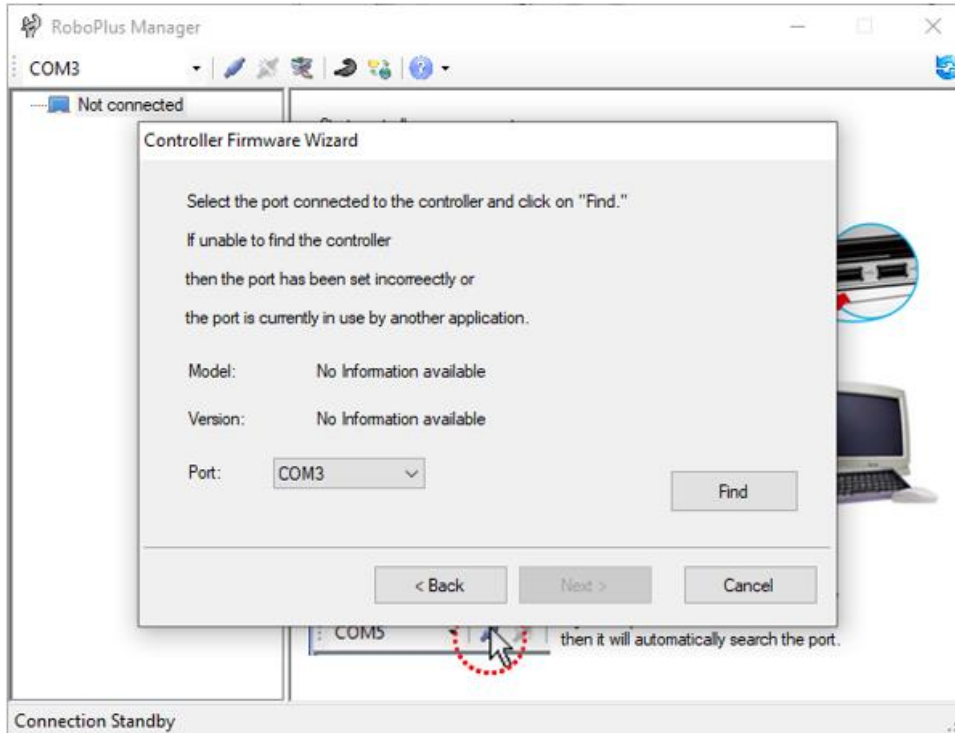 RoboPlus Manager
COM3
Not connected
Controller Firmware Wizard
Select the port connected to the controller and click on "Find."
If unable to find the controller
then the port has been set incorreectly or
the port is currently in use by another application.
Model: No Information available
Version: No Information available
Port: COM3
Find
< Back Next > Cancel
COM5
then it will automatically search the port.
Connection Standby